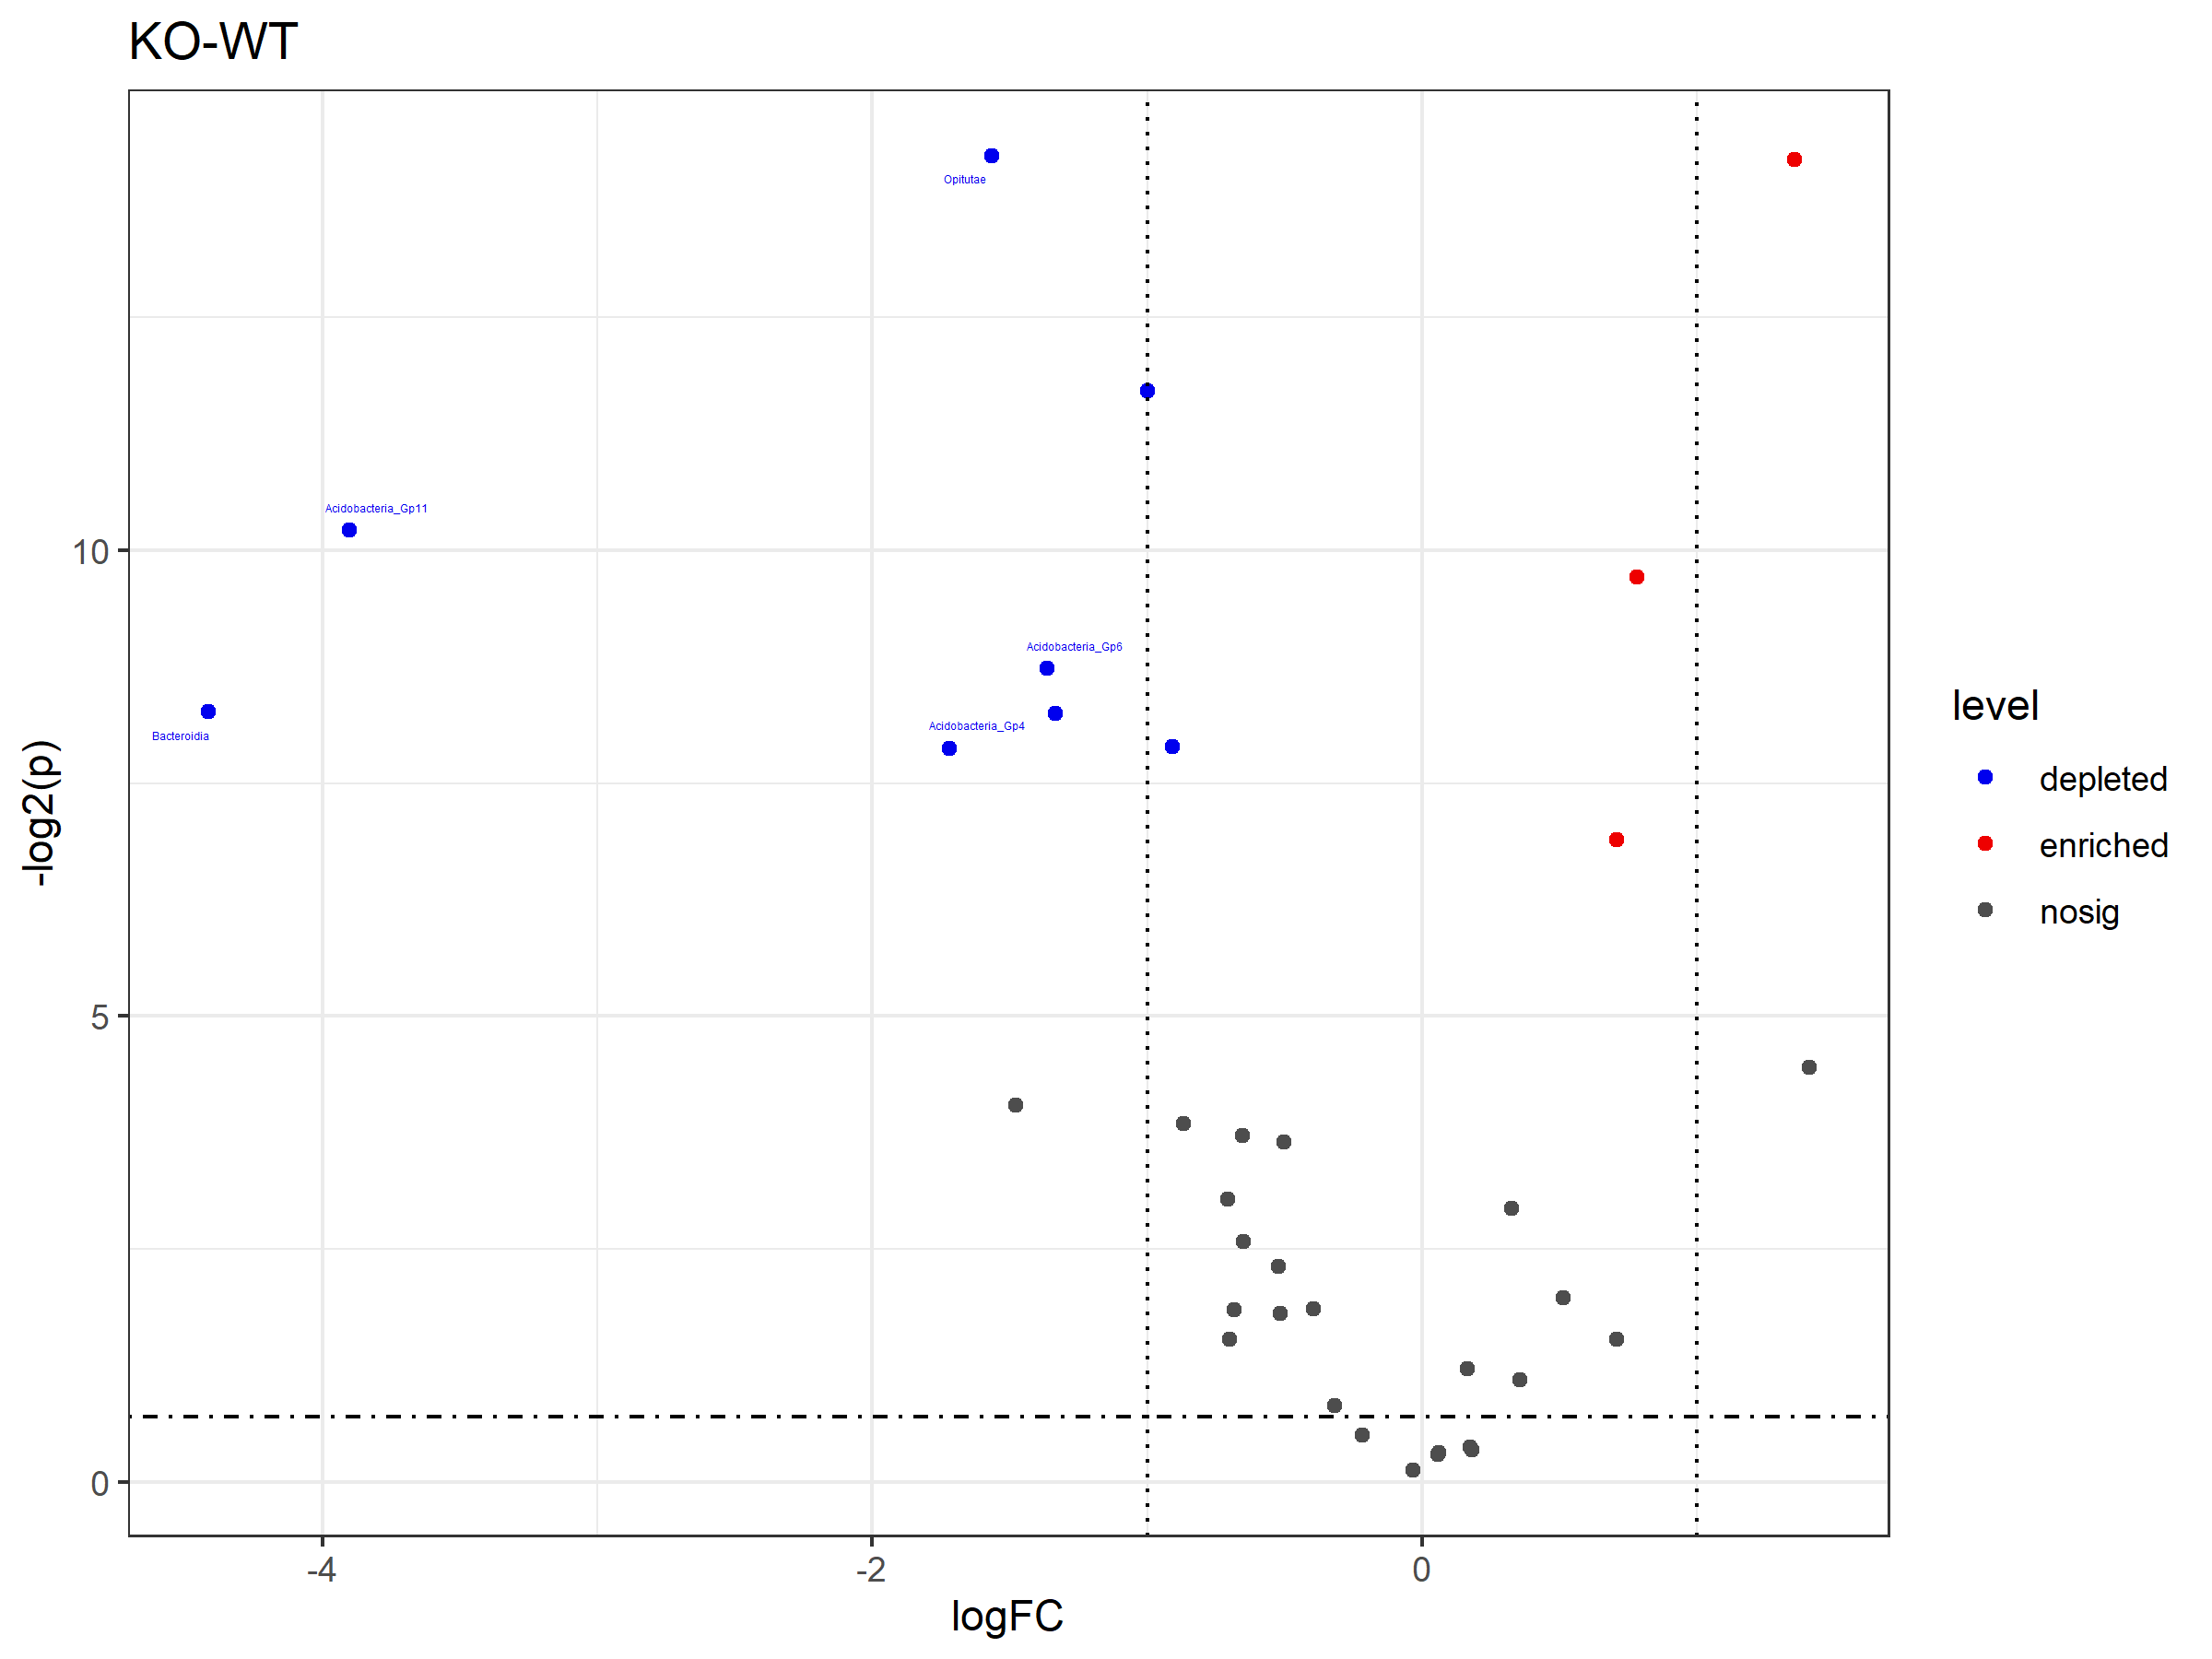 KO-WT
Opitutae
Acidobacteria_Gp11
10
Acidobacteria_Gp6
Acidobacteria_Gp4
Bacteroidia
5
0
-log2(p)
-4
-2
0
logFC
level
depleted
enriched
nosig